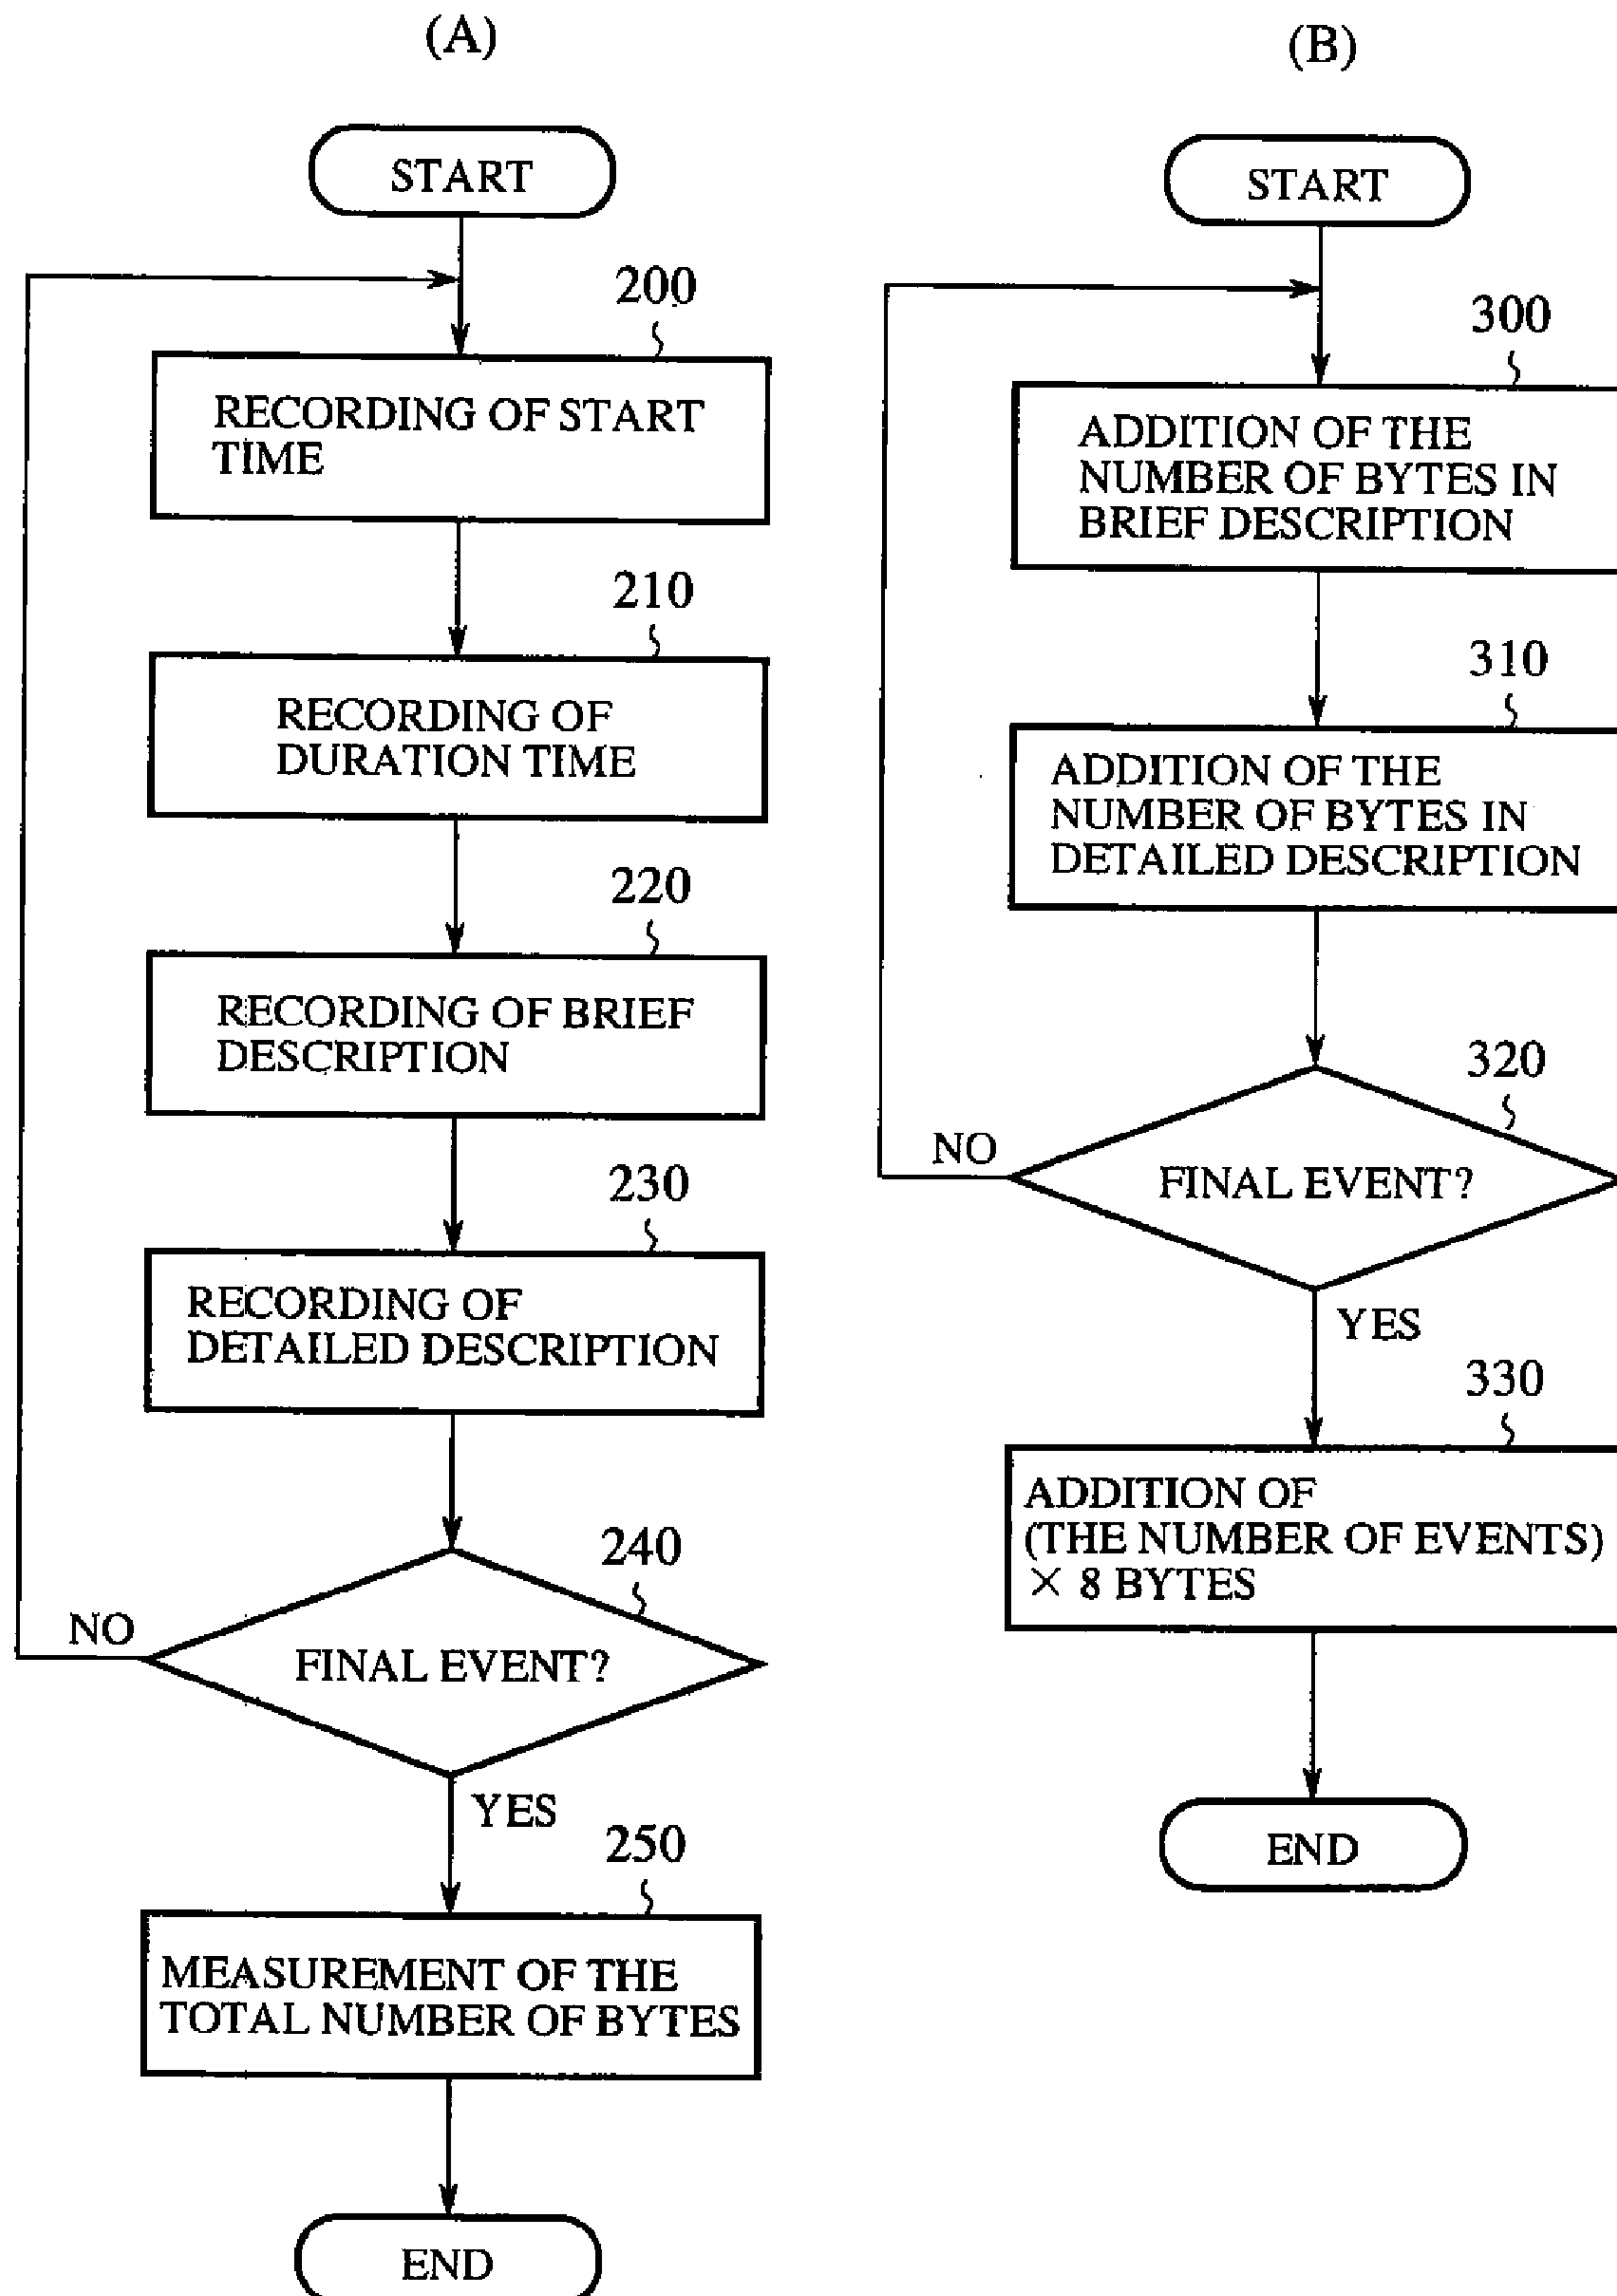 (A)
START
200
RECORDING OF START
TIME
210
RECORDING OF
DURATION TIME
220
RECORDING OF BRIEF
DESCRIPTION
230
RECORDING OF
DETAILED DESCRIPTION
240
NO
FINAL EVENT?
YES
250
MEASUREMENT OF THE
TOTAL NUMBER OF BYTES
END
(B)
START
300
ADDITION OF THE
NUMBER OF BYTES IN
BRIEF DESCRIPTION
310
ADDITION OF THE
NUMBER OF BYTES IN
DETAILED DESCRIPTION
320
NO
FINAL EVENT?
YES
330
ADDITION OF
(THE NUMBER OF EVENTS)
× 8 BYTES
END